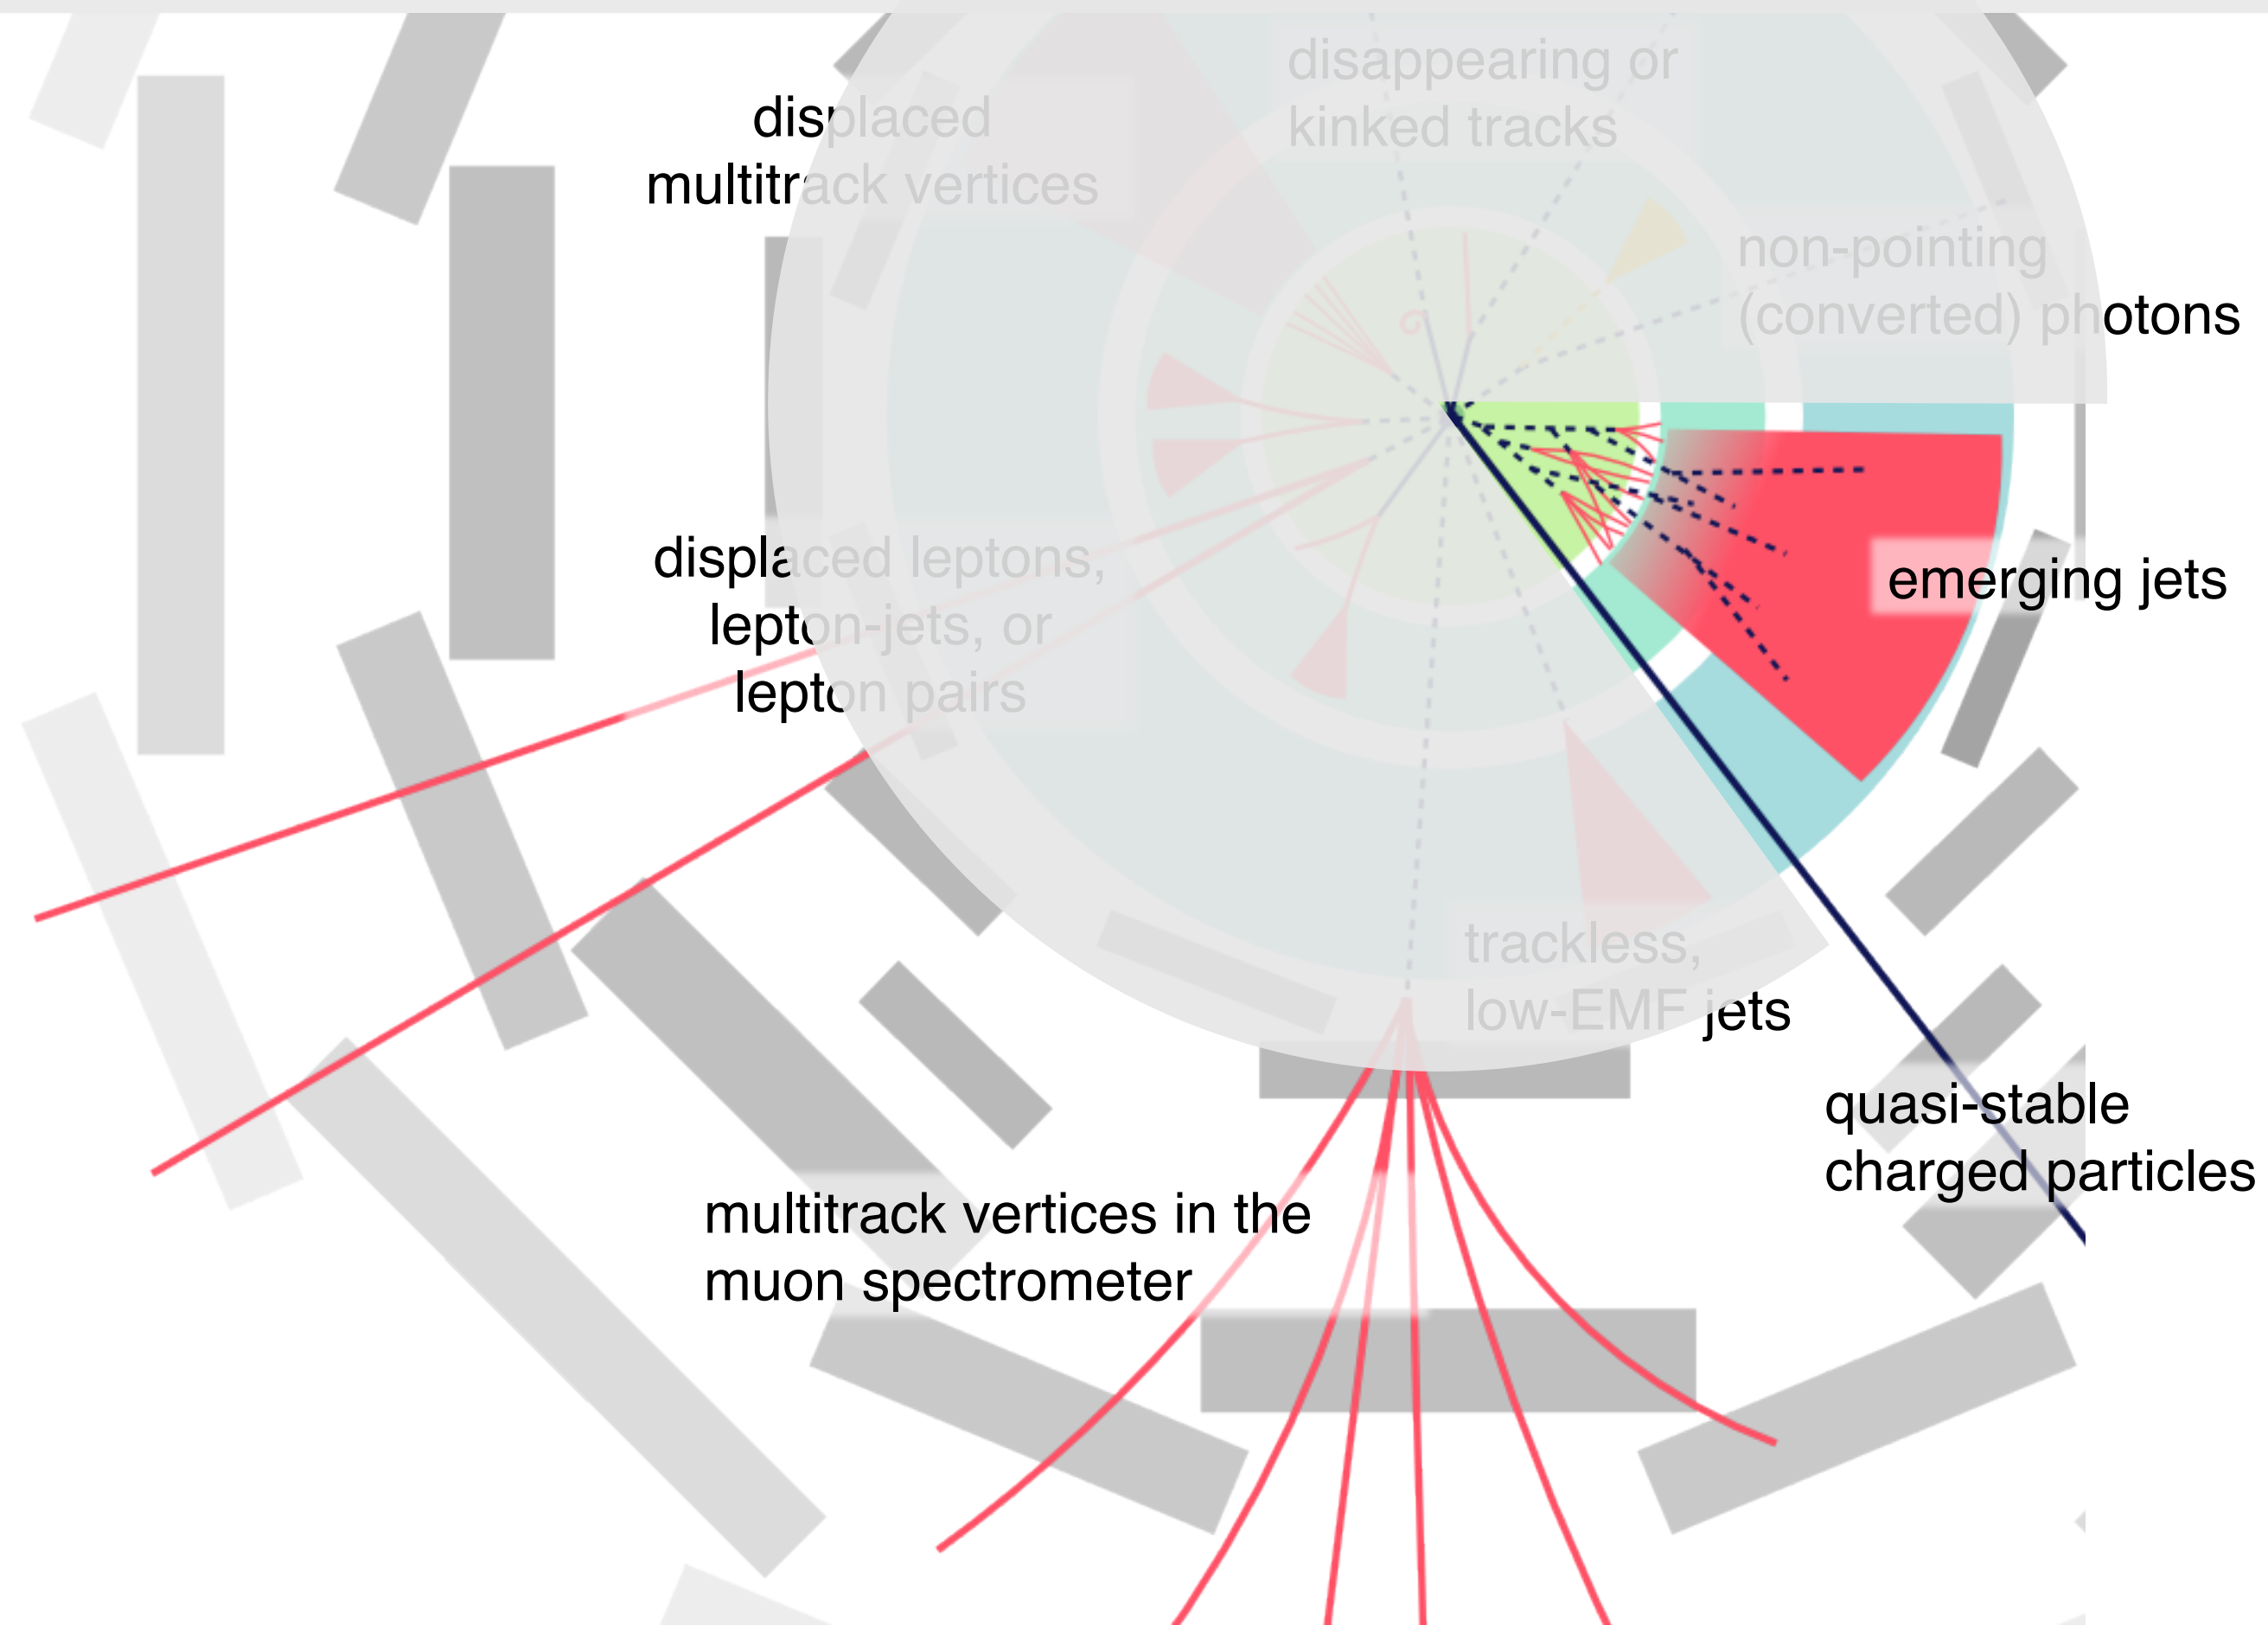 disappearing or
kinked tracks
displaced
multitrack vertices
non-pointing
(converted) photons
displaced leptons,
lepton-jets, or
lepton pairs
emerging jets
trackless,
low-EMF jets
quasi-stable
charged particles
multitrack vertices in the
muon spectrometer